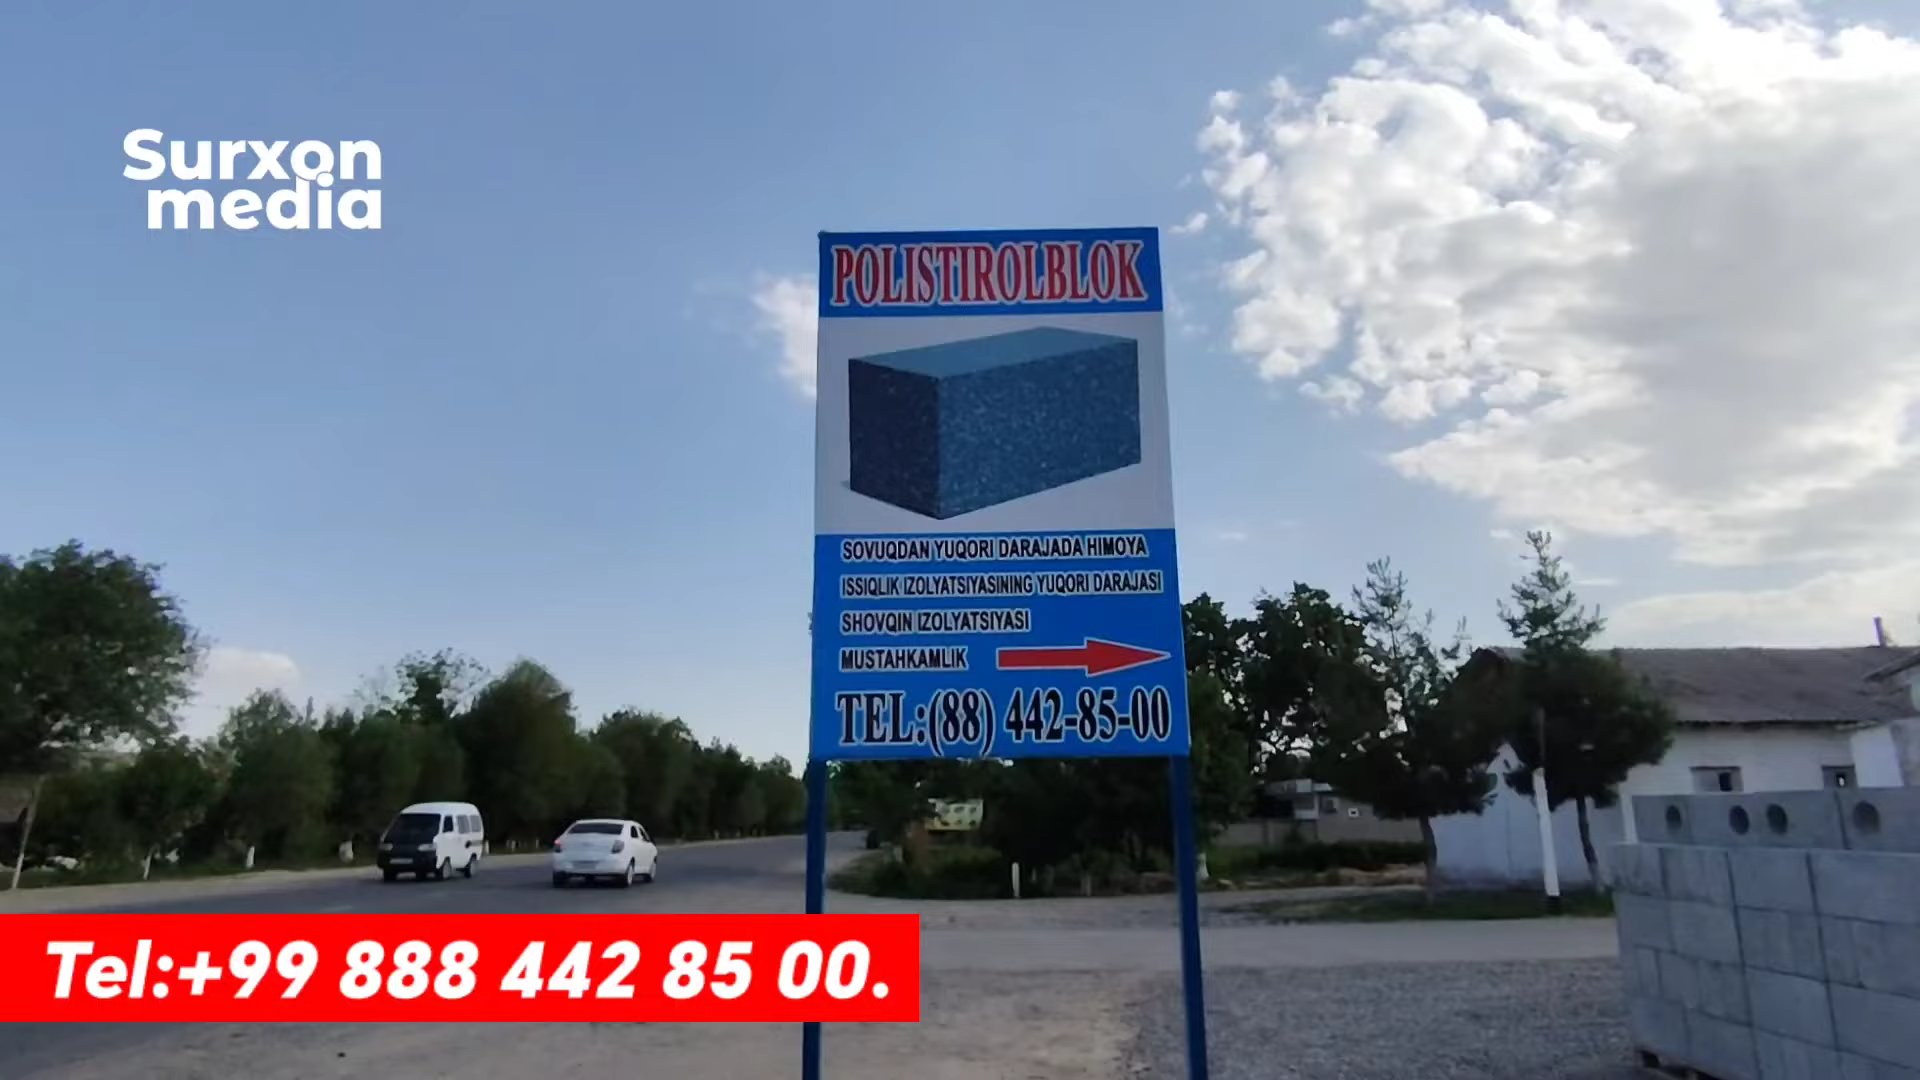 Surxon
media
POLISTIROLBLOK
SOVUQDAN YUQORI DARAJADA HIMOYA
ISSIQLIK IZOLYATSIYASINING YUQORI DARAJASI
SHOVQIN IZOLYATSIYASI
MUSTAHKAMLIK
TEL:(88) 442-85-00
Tel:+99 888 442 85 00.